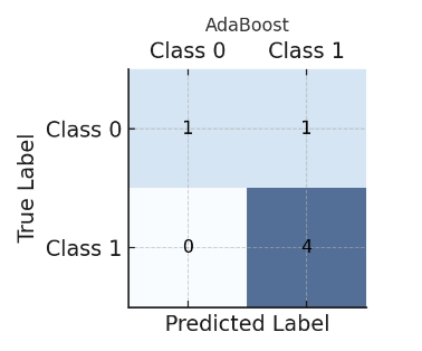 AdaBoost
Class 0 Class 1
True Label
Class 0 1 1
Class 1 0 4
Predicted Label